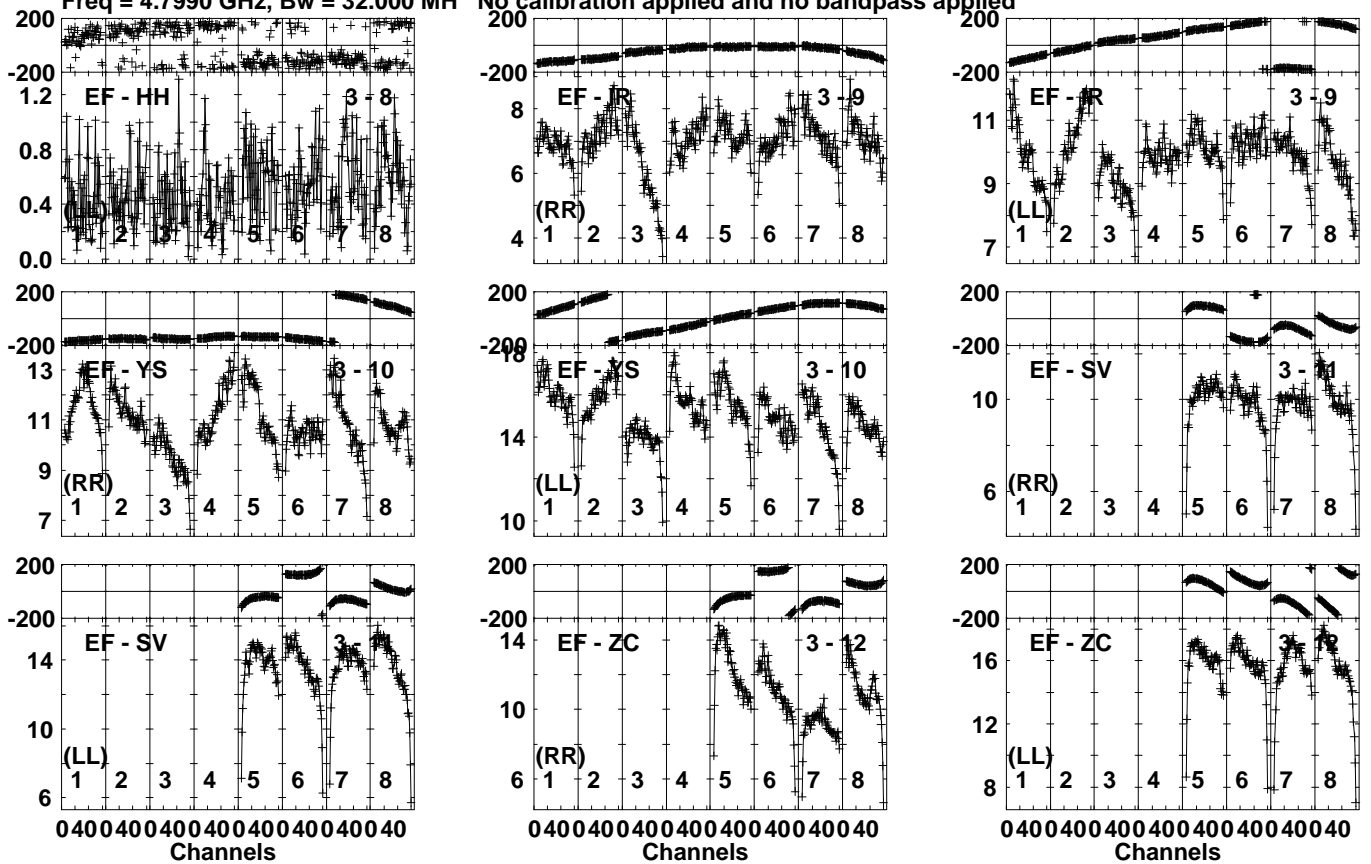 Freq = 4.7990 GHz, Bw = 32.000 MH No calibration applied and no bandpass applied
200
-200
EF - HH 3 - 8
1.2
0.8
0.4
0.0
(LL)
1 2 3 4 5 6 7 8
200
-200
EF - IR 3 - 9
8
6
4
(RR)
1 2 3 4 5 6 7 8
200
-200
EF - IR 3 - 9
11
9
7
(LL)
1 2 3 4 5 6 7 8
200
-200
EF - YS 3 - 10
13
11
9
7
(RR)
1 2 3 4 5 6 7 8
200
-200
EF - YS 3 - 10
18
14
10
(LL)
1 2 3 4 5 6 7 8
200
-200
EF - SV 3 - 11
10
6
(RR)
1 2 3 4 5 6 7 8
200
-200
EF - SV 3 - 11
14
10
6
(LL)
1 2 3 4 5 6 7 8
0 40 0 40 0 40 0 40 0 40 0 40 0 40 0 40
Channels
200
-200
EF - ZC 3 - 12
14
10
6
(RR)
1 2 3 4 5 6 7 8
0 40 0 40 0 40 0 40 0 40 0 40 0 40 0 40
Channels
200
-200
EF - ZC 3 - 12
16
12
8
(LL)
1 2 3 4 5 6 7 8
0 40 0 40 0 40 0 40 0 40 0 40 0 40 0 40
Channels